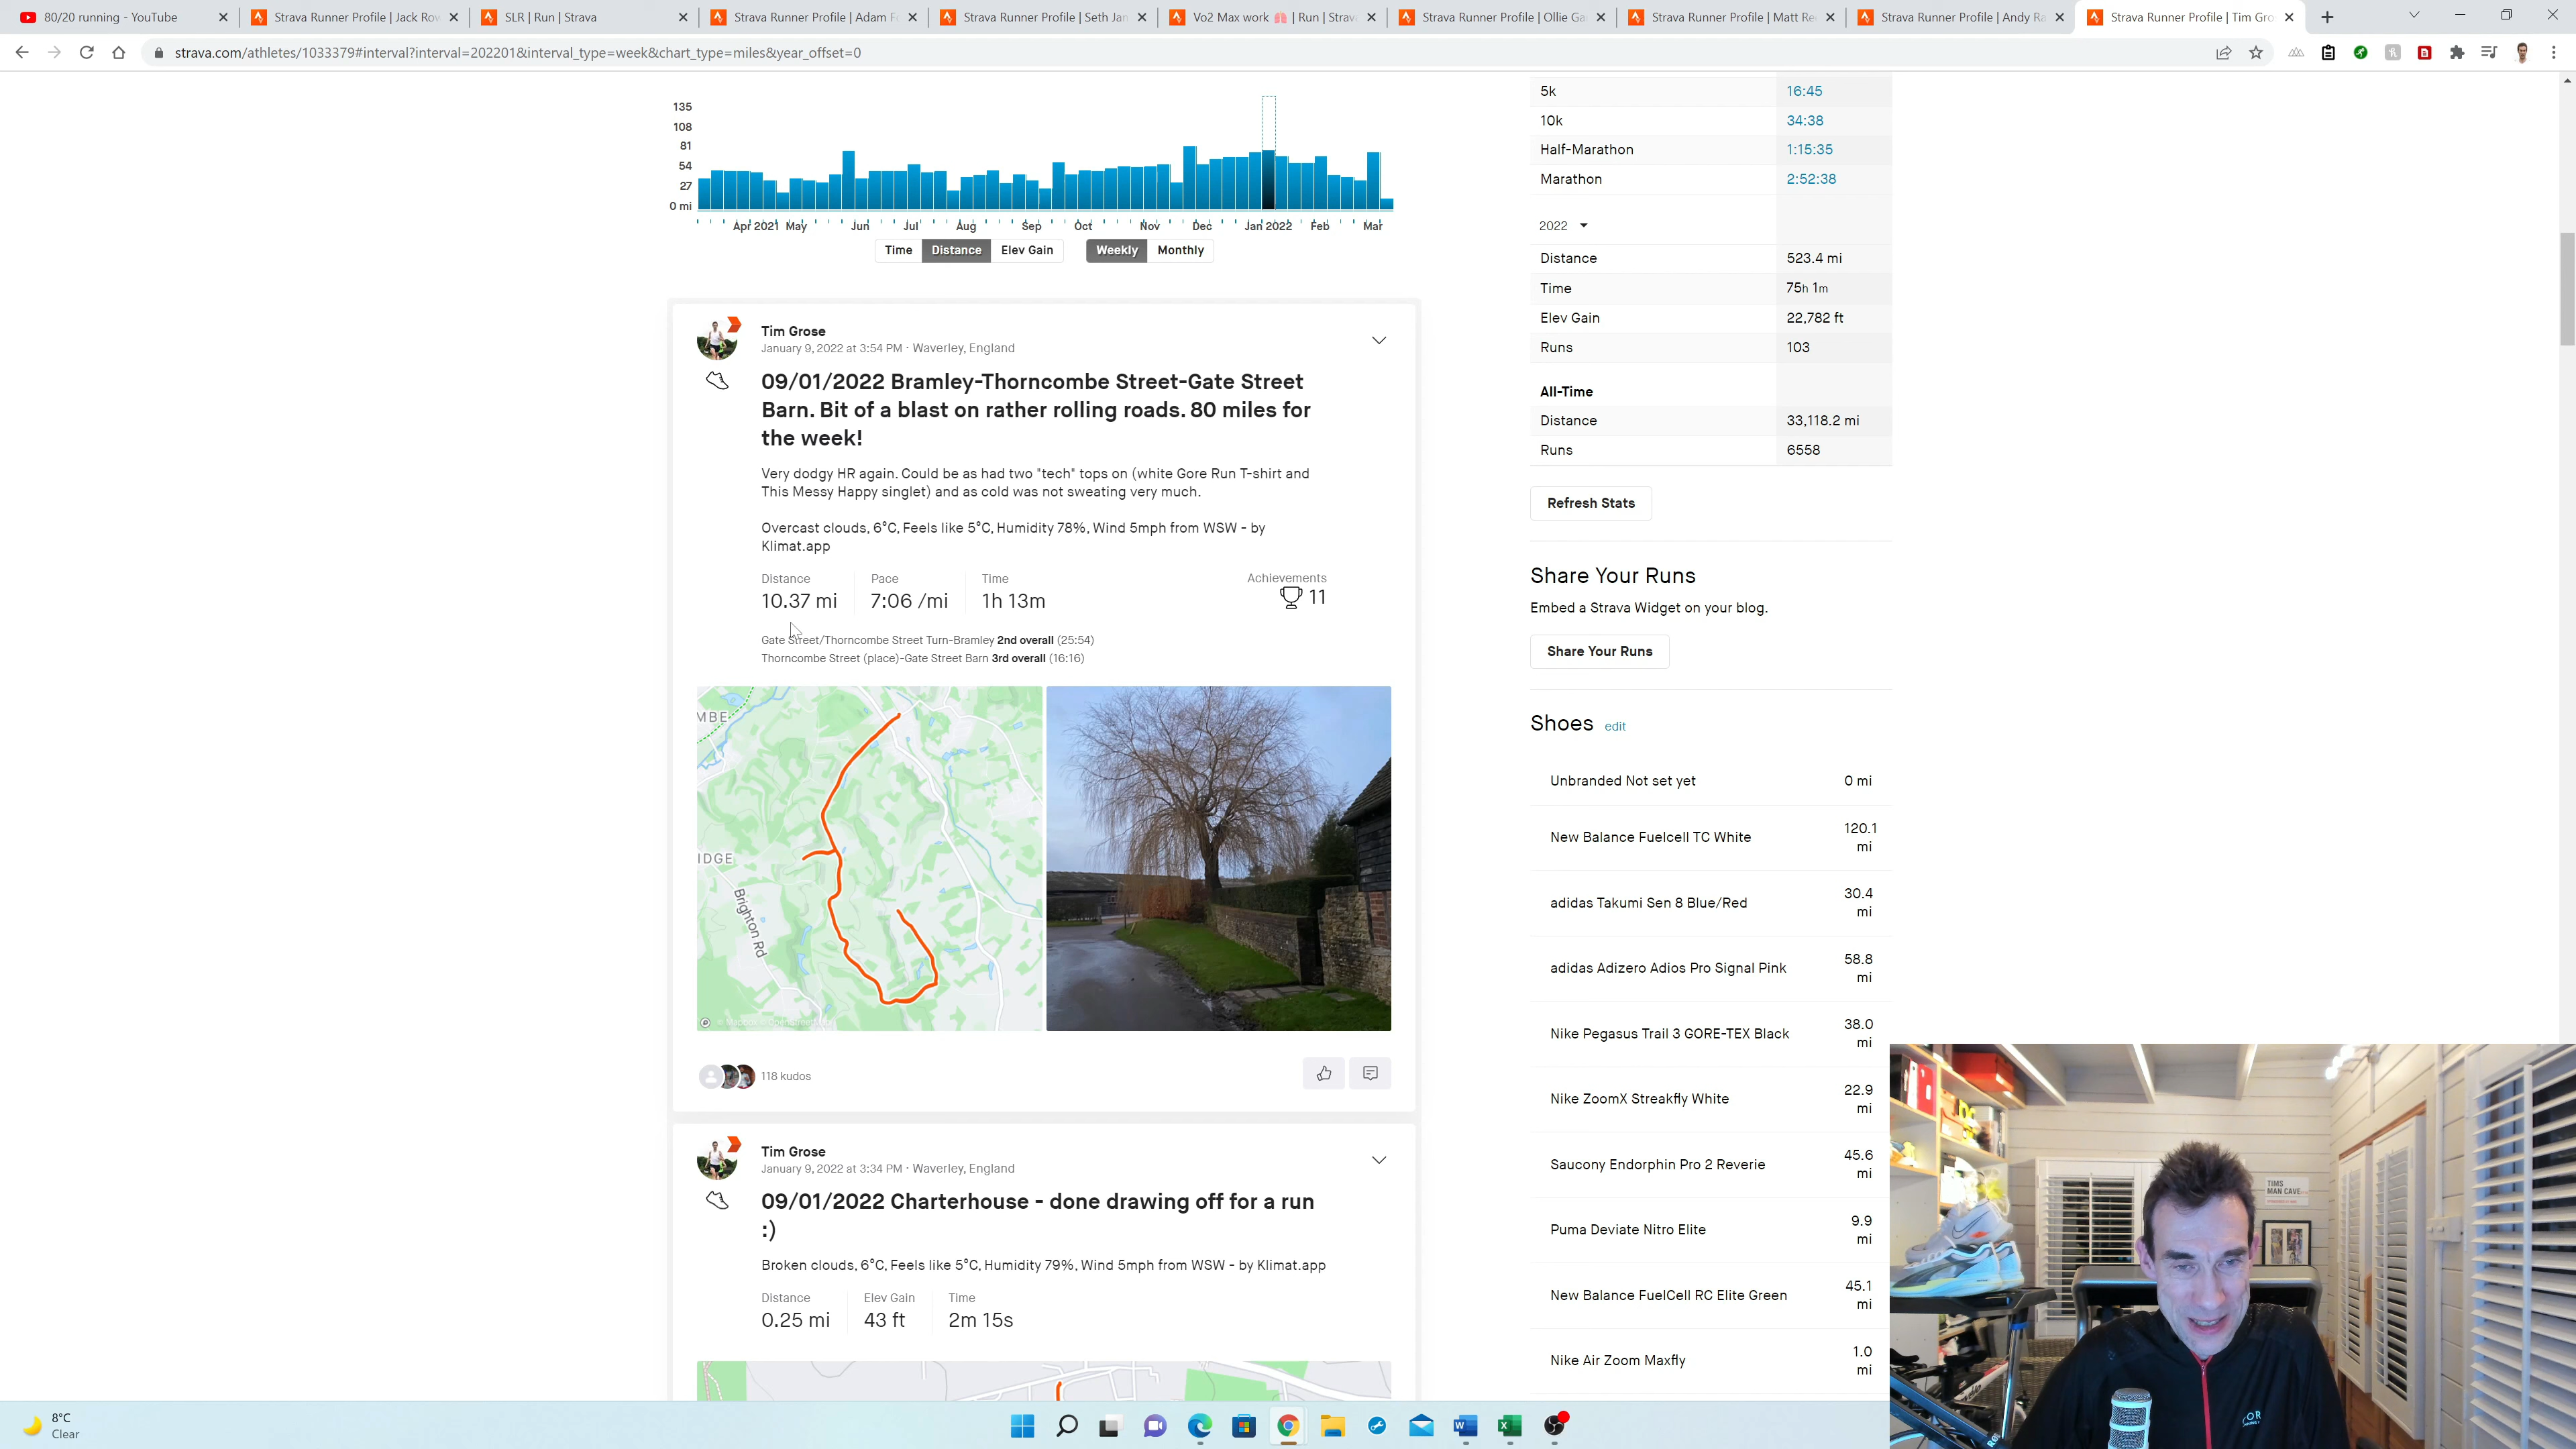 80/20 running - YouTube
Strava Runner Profile | Jack Ro
SLR | Run | Strava
Strava Runner Profile | Adam F
Strava Runner Profile | Seth Jam
Vo2 Max work 🫁 | Run | Strav
Strava Runner Profile | Ollie Ga
Strava Runner Profile | Matt Re
Strava Runner Profile | Andy Ra
Strava Runner Profile | Tim Gro
strava.com/athletes/1033379#interval?interval=202201&interval_type=week&chart_type=miles&year_offset=0
135
108
81
54
27
0 mi
Apr 2021 May Jun Jul Aug Sep Oct Nov Dec Jan 2022 Feb Mar
Time Distance Elev Gain Weekly Monthly
Tim Grose
January 9, 2022 at 3:54 PM · Waverley, England
09/01/2022 Bramley-Thorncombe Street-Gate Street
Barn. Bit of a blast on rather rolling roads. 80 miles for
the week!
Very dodgy HR again. Could be as had two "tech" tops on (white Gore Run T-shirt and
This Messy Happy singlet) and as cold was not sweating very much.
Overcast clouds, 6°C, Feels like 5°C, Humidity 78%, Wind 5mph from WSW - by
Klimat.app
Distance Pace Time Achievements
10.37 mi 7:06 /mi 1h 13m 11
Gate Street/Thorncombe Street Turn-Bramley 2nd overall (25:54)
Thorncombe Street (place)-Gate Street Barn 3rd overall (16:16)
MBE
IDGE
Brighton Rd
118 kudos
Tim Grose
January 9, 2022 at 3:34 PM · Waverley, England
09/01/2022 Charterhouse - done drawing off for a run
:)
Broken clouds, 6°C, Feels like 5°C, Humidity 79%, Wind 5mph from WSW - by Klimat.app
Distance Elev Gain Time
0.25 mi 43 ft 2m 15s
5k 16:45
10k 34:38
Half-Marathon 1:15:35
Marathon 2:52:38
2022
Distance 523.4 mi
Time 75h 1m
Elev Gain 22,782 ft
Runs 103
All-Time
Distance 33,118.2 mi
Runs 6558
Refresh Stats
Share Your Runs
Embed a Strava Widget on your blog.
Share Your Runs
Shoes edit
Unbranded Not set yet 0 mi
New Balance Fuelcell TC White 120.1 mi
adidas Takumi Sen 8 Blue/Red 30.4 mi
adidas Adizero Adios Pro Signal Pink 58.8 mi
Nike Pegasus Trail 3 GORE-TEX Black 38.0 mi
Nike ZoomX Streakfly White 22.9 mi
Saucony Endorphin Pro 2 Reverie 45.6 mi
Puma Deviate Nitro Elite 9.9 mi
New Balance FuelCell RC Elite Green 45.1 mi
Nike Air Zoom Maxfly 1.0 mi
TIMS
MAN CAVE
8°C
Clear